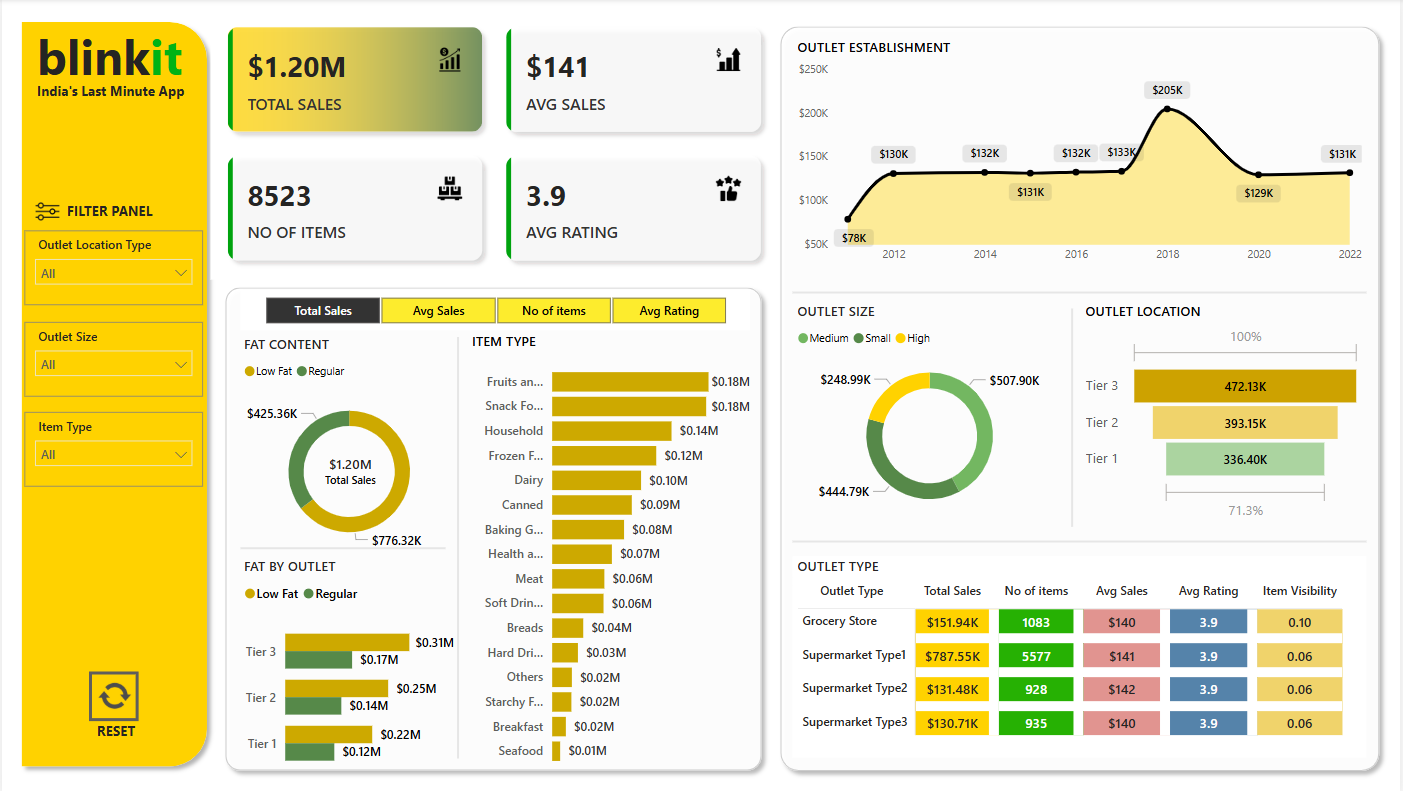 blinkit
India's Last Minute App
FILTER PANEL
Outlet Location Type
All
Outlet Size
All
Item Type
All
RESET
$1.20M
TOTAL SALES
$141
AVG SALES
8523
NO OF ITEMS
3.9
AVG RATING
Total Sales Avg Sales No of items Avg Rating
FAT CONTENT
Low Fat Regular
$425.36K
$1.20M
Total Sales
$776.32K
FAT BY OUTLET
Low Fat Regular
Tier 3 $0.31M
$0.17M
Tier 2 $0.25M
$0.14M
Tier 1 $0.22M
$0.12M
ITEM TYPE
Fruits an... $0.18M
Snack Fo... $0.18M
Household $0.14M
Frozen F... $0.12M
Dairy $0.10M
Canned $0.09M
Baking G... $0.08M
Health a... $0.07M
Meat $0.06M
Soft Drin... $0.06M
Breads $0.04M
Hard Dri... $0.03M
Others $0.02M
Starchy F... $0.02M
Breakfast $0.02M
Seafood $0.01M
OUTLET ESTABLISHMENT
$250K
$200K
$150K
$100K
$50K
$78K
$130K
$132K
$131K
$132K
$133K
$205K
$129K
$131K
2012 2014 2016 2018 2020 2022
OUTLET SIZE
Medium Small High
$248.99K
$507.90K
$444.79K
OUTLET LOCATION
100%
Tier 3 472.13K
Tier 2 393.15K
Tier 1 336.40K
71.3%
OUTLET TYPE
Outlet Type Total Sales No of items Avg Sales Avg Rating Item Visibility
Grocery Store $151.94K 1083 $140 3.9 0.10
Supermarket Type1 $787.55K 5577 $141 3.9 0.06
Supermarket Type2 $131.48K 928 $142 3.9 0.06
Supermarket Type3 $130.71K 935 $140 3.9 0.06